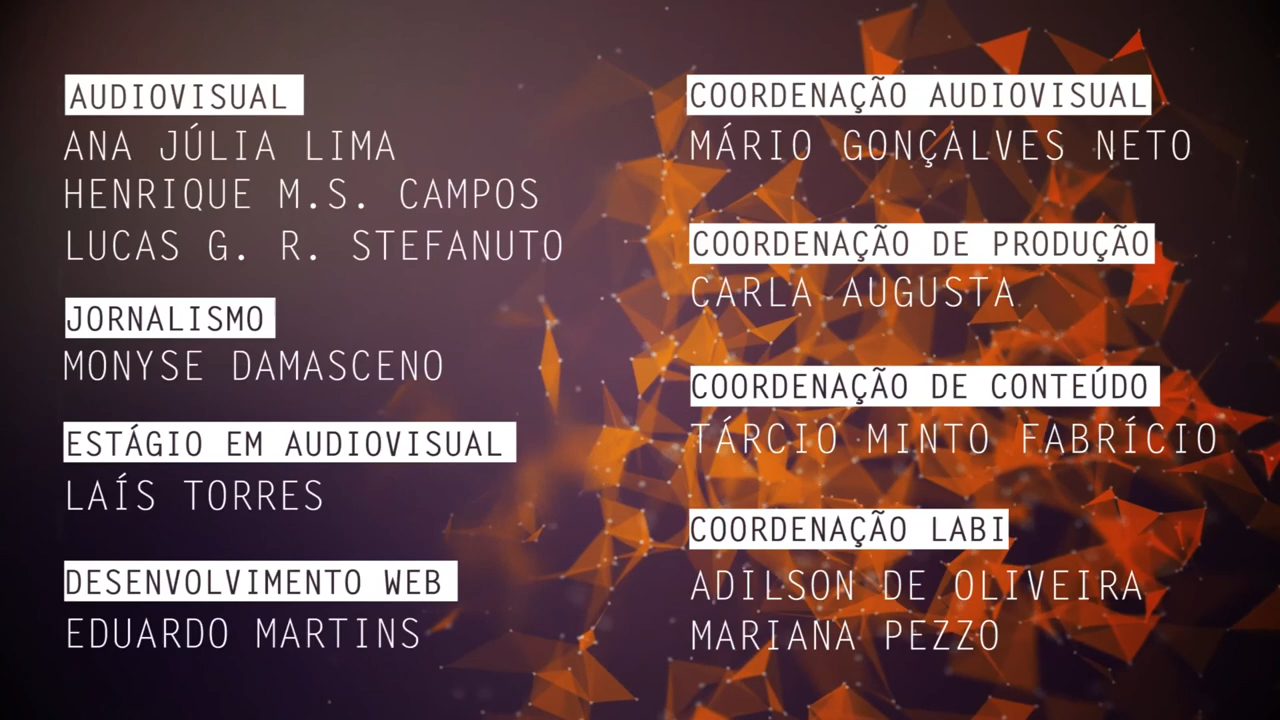 AUDIOVISUAL
ANA JÚLIA LIMA
HENRIQUE M.S. CAMPOS
LUCAS G. R. STEFANUTO
JORNALISMO
MONYSE DAMASCENO
ESTÁGIO EM AUDIOVISUAL
LAÍS TORRES
DESENVOLVIMENTO WEB
EDUARDO MARTINS
COORDENAÇÃO AUDIOVISUAL
MÁRIO GONÇALVES NETO
COORDENAÇÃO DE PRODUÇÃO
CARLA AUGUSTA
COORDENAÇÃO DE CONTEÚDO
TÁRCIO MINTO FABRÍCIO
COORDENAÇÃO LABI
ADILSON DE OLIVEIRA
MARIANA PEZZO